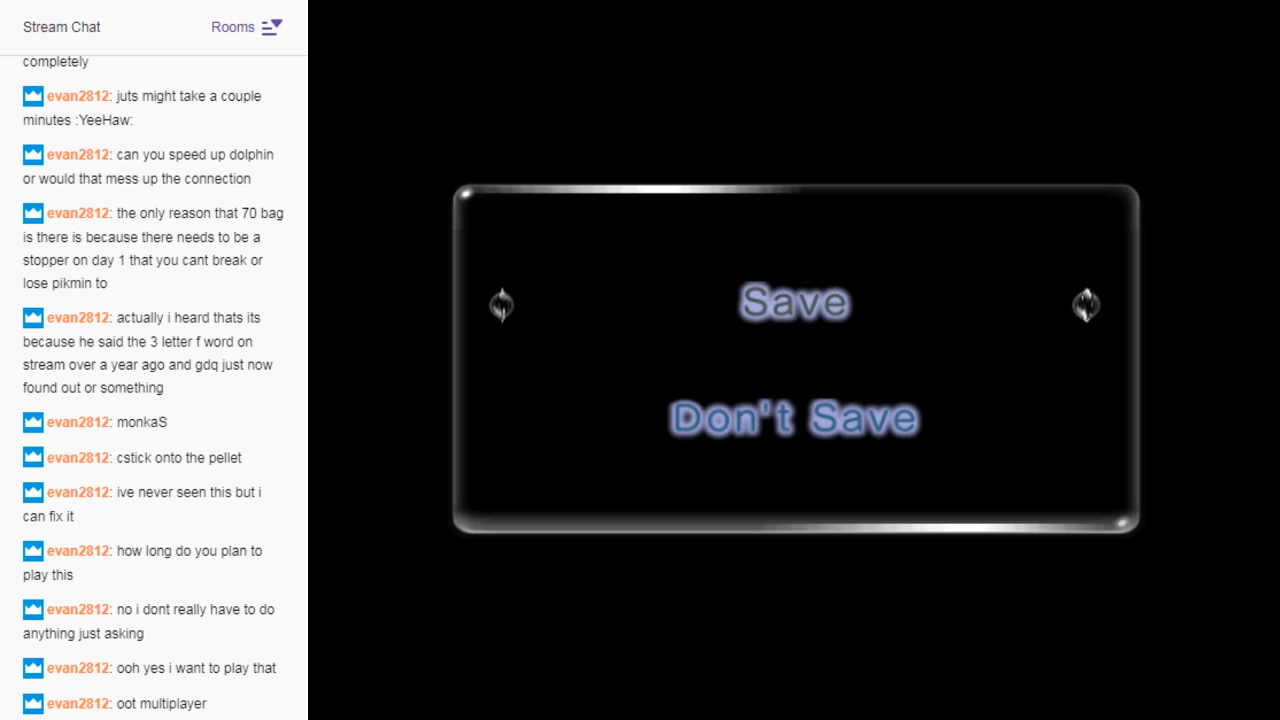 Stream Chat
Rooms
completely
evan2812: juts might take a couple
minutes :YeeHaw:
evan2812: can you speed up dolphin
or would that mess up the connection
evan2812: the only reason that 70 bag
is there is because there needs to be a
stopper on day 1 that you cant break or
lose pikmin to
evan2812: actually i heard thats its
because he said the 3 letter f word on
stream over a year ago and gdq just now
found out or something
evan2812: monkaS
evan2812: cstick onto the pellet
evan2812: ive never seen this but i
can fix it
evan2812: how long do you plan to
play this
evan2812: no i dont really have to do
anything just asking
evan2812: ooh yes i want to play that
evan2812: oot multiplayer
Save
Don't Save